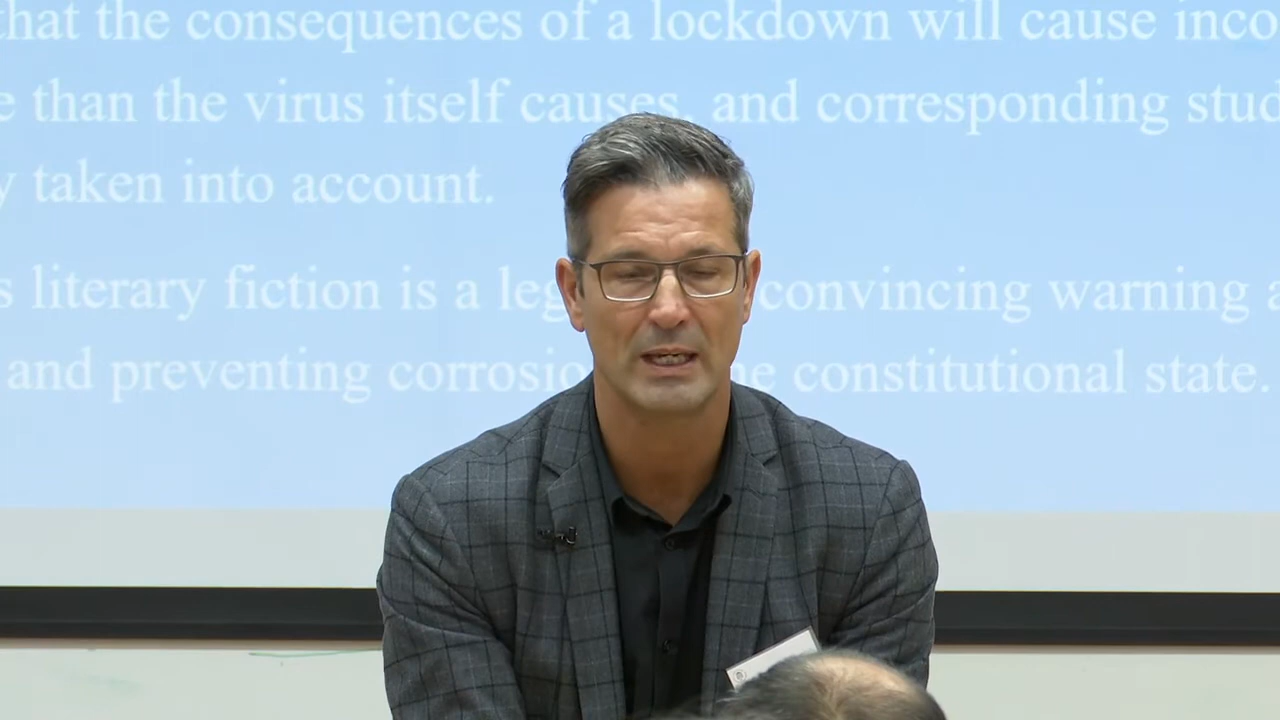 that the consequences of a lockdown will cause inco
e than the virus itself causes, and corresponding stud
y taken into account.
s literary fiction is a leg convincing warning a
and preventing corrosio e constitutional state.